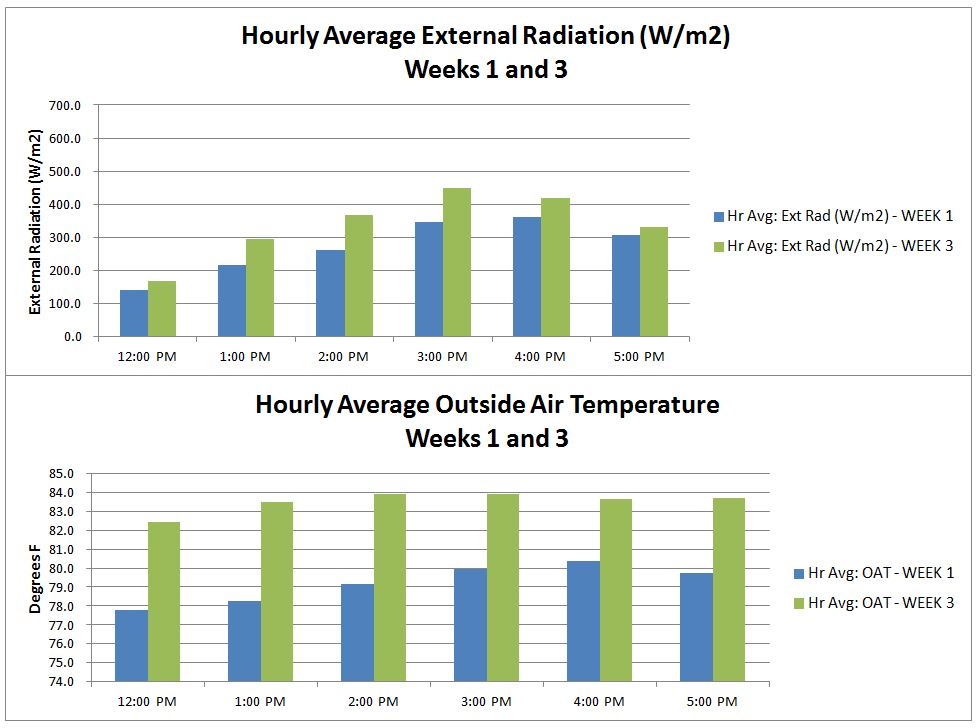 Hourly Average External Radiation (W/m2)
Weeks 1 and 3
External Radiation (W/m2)
700.0
600.0
500.0
400.0
300.0
200.0
100.0
0.0
12:00 PM 1:00 PM 2:00 PM 3:00 PM 4:00 PM 5:00 PM
Hr Avg: Ext Rad (W/m2) - WEEK 1
Hr Avg: Ext Rad (W/m2) - WEEK 3
Hourly Average Outside Air Temperature
Weeks 1 and 3
Degrees F
85.0
84.0
83.0
82.0
81.0
80.0
79.0
78.0
77.0
76.0
75.0
74.0
12:00 PM 1:00 PM 2:00 PM 3:00 PM 4:00 PM 5:00 PM
Hr Avg: OAT - WEEK 1
Hr Avg: OAT - WEEK 3